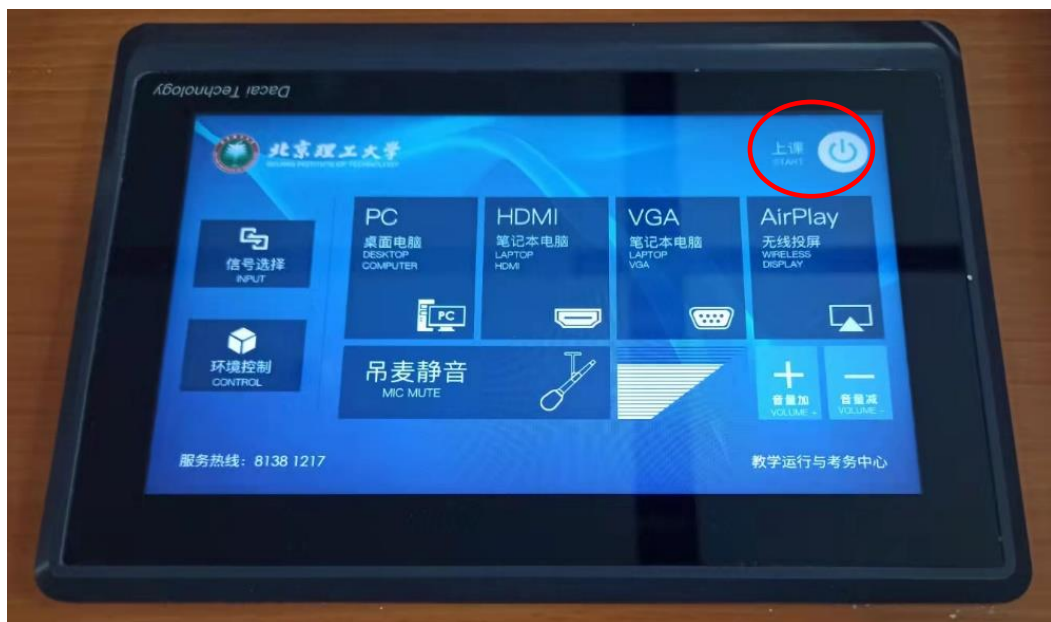 Dacai Technology
北京理工大学
BEIJING INSTITUTE OF TECHNOLOGY
上课
START
信号选择
INPUT
环境控制
CONTROL
PC
桌面电脑
DESKTOP
COMPUTER
PC
HDMI
笔记本电脑
LAPTOP
HDMI
VGA
笔记本电脑
LAPTOP
VGA
AirPlay
无线投屏
WIRELESS
DISPLAY
吊麦静音
MIC MUTE
音量加
VOLUME +
音量减
VOLUME -
服务热线：8138 1217
教学运行与考务中心